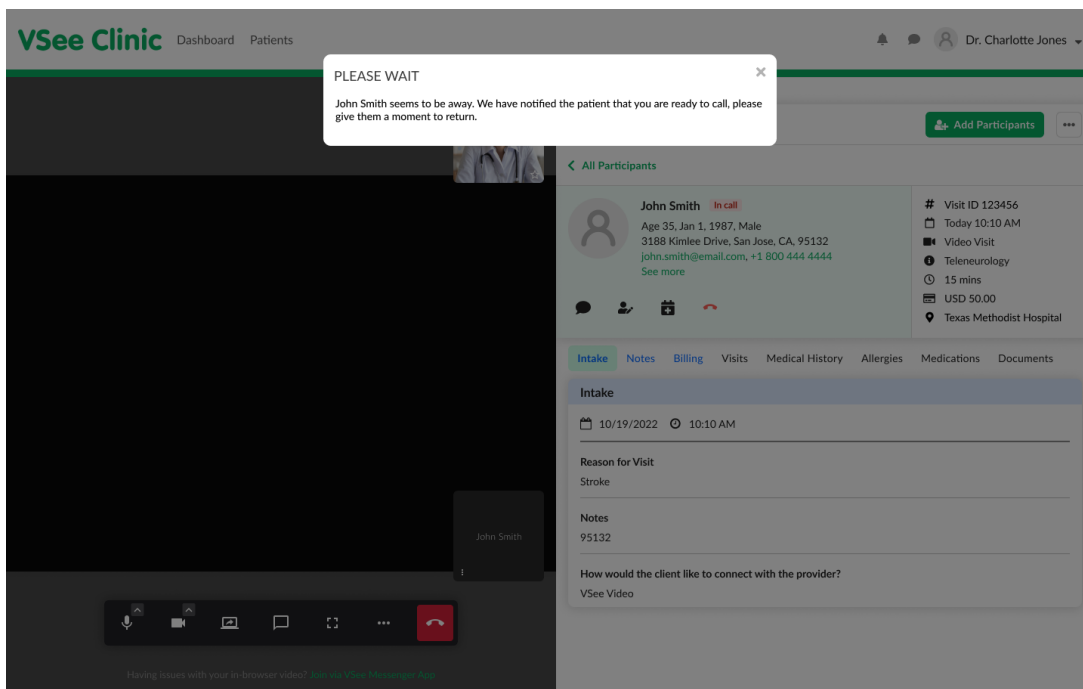 VSee Clinic Dashboard Patients Dr. Charlotte Jones
PLEASE WAIT
John Smith seems to be away. We have notified the patient that you are ready to call, please
give them a moment to return.
Add Participants
All Participants
John Smith In call
Age 35, Jan 1, 1987, Male
3188 Kimlee Drive, San Jose, CA, 95132
john.smith@email.com, +1 800 444 4444
See more
# Visit ID 123456
Today 10:10 AM
Video Visit
Teleneurology
15 mins
USD 50.00
Texas Methodist Hospital
Intake Notes Billing Visits Medical History Allergies Medications Documents
Intake
10/19/2022 10:10 AM
Reason for Visit
Stroke
Notes
95132
How would the client like to connect with the provider?
VSee Video
John Smith
Having issues with your in-browser video? Join via VSee Messenger App